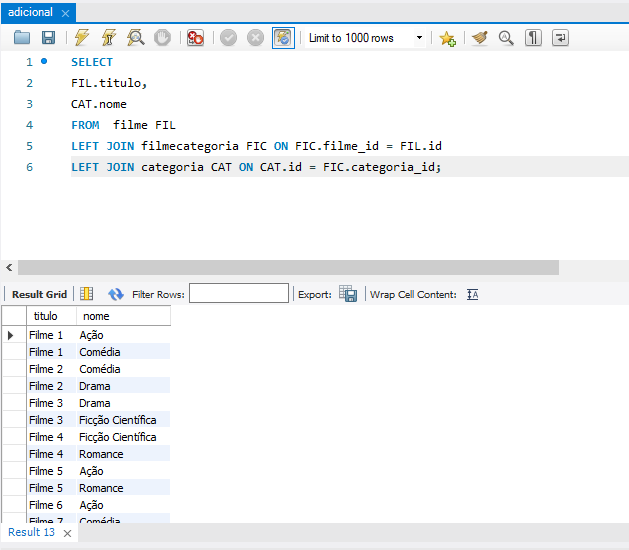 adicional
Limit to 1000 rows
1 SELECT
2 FIL.titulo,
3 CAT.nome
4 FROM filme FIL
5 LEFT JOIN filmecategoria FIC ON FIC.filme_id = FIL.id
6 LEFT JOIN categoria CAT ON CAT.id = FIC.categoria_id;
Result Grid Filter Rows: Export: Wrap Cell Content:
titulo nome
Filme 1 Ação
Filme 1 Comédia
Filme 2 Comédia
Filme 2 Drama
Filme 3 Drama
Filme 3 Ficção Científica
Filme 4 Ficção Científica
Filme 4 Romance
Filme 5 Ação
Filme 5 Romance
Filme 6 Ação
Filme 7 Comédia
Result 13